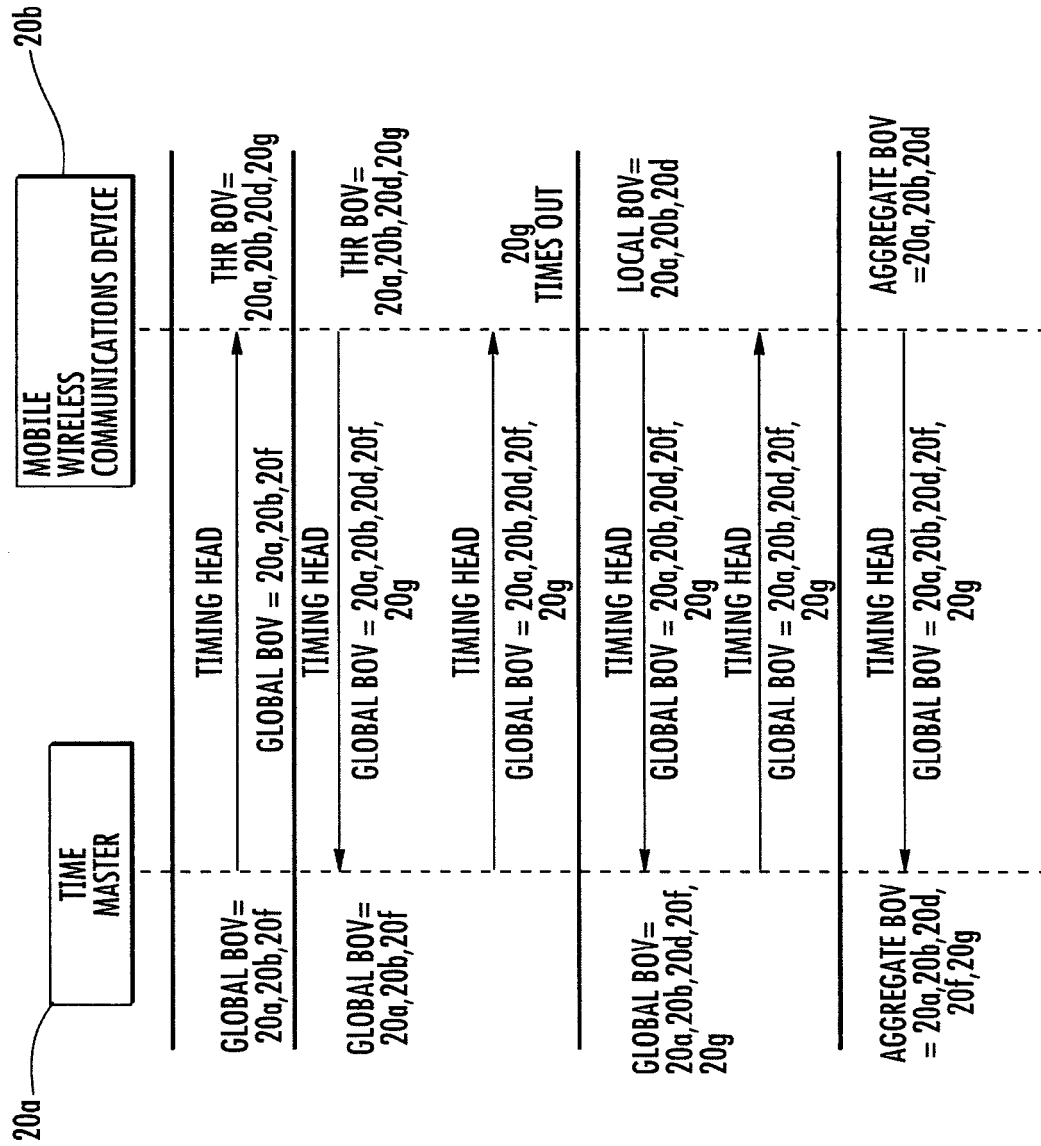 20a
TIME
MASTER
MOBILE
WIRELESS
COMMUNICATIONS DEVICE
20b
GLOBAL BOV=
20a,20b,20f
TIMING HEAD
GLOBAL BOV = 20a,20b,20f
THR BOV=
20a,20b,20d,20g
GLOBAL BOV=
20a,20b,20f
TIMING HEAD
GLOBAL BOV = 20a,20b,20d,20f,
20g
THR BOV=
20a,20b,20d,20g
TIMING HEAD
GLOBAL BOV = 20a,20b,20d,20f,
20g
20g
TIMES OUT
GLOBAL BOV=
20a,20b,20d,20f,
20g
TIMING HEAD
GLOBAL BOV = 20a,20b,20d,20f,
20g
LOCAL BOV=
20a,20b,20d
TIMING HEAD
GLOBAL BOV = 20a,20b,20d,20f,
20g
AGGREGATE BOV
= 20a,20b,20d,
20f,20g
TIMING HEAD
GLOBAL BOV = 20a,20b,20d,20f,
20g
AGGREGATE BOV
=20a,20b,20d